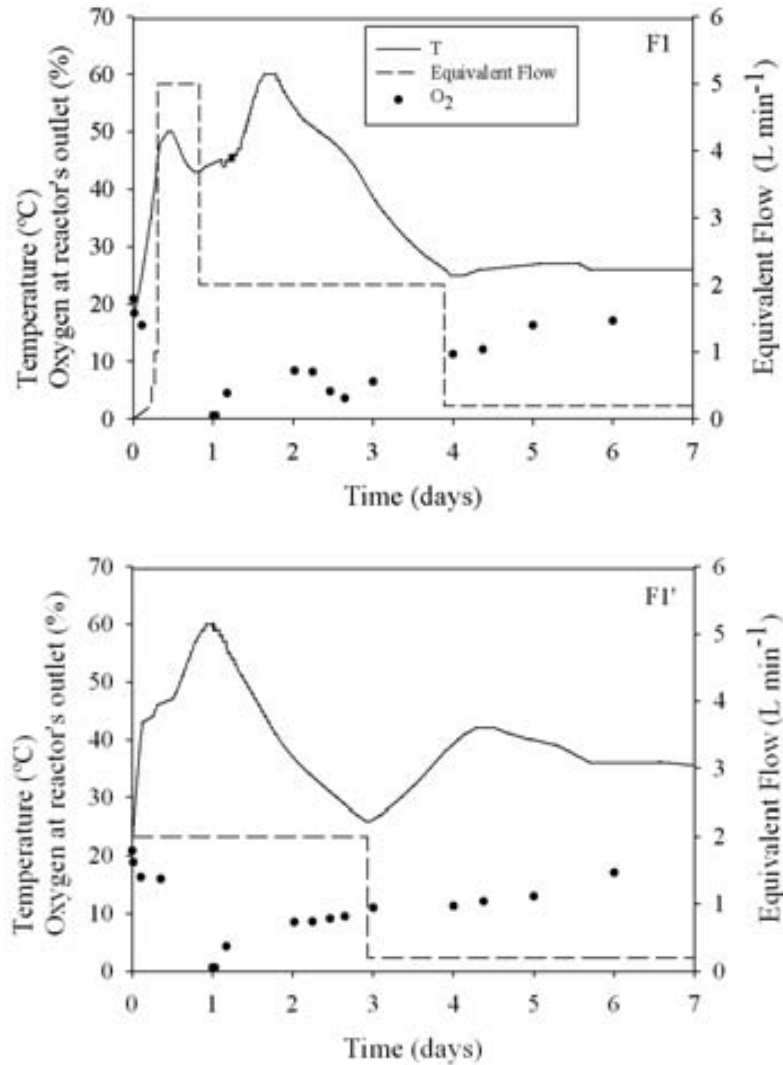 F1
T
Equivalent Flow
O2
70
60
50
40
30
20
10
0
Temperature (°C)
Oxygen at reactor's outlet (%)
6
5
4
3
2
1
0
Equivalent Flow (L min-1)
0 1 2 3 4 5 6 7
Time (days)
F1'
70
60
50
40
30
20
10
0
Temperature (°C)
Oxygen at reactor's outlet (%)
6
5
4
3
2
1
0
Equivalent Flow (L min-1)
0 1 2 3 4 5 6 7
Time (days)